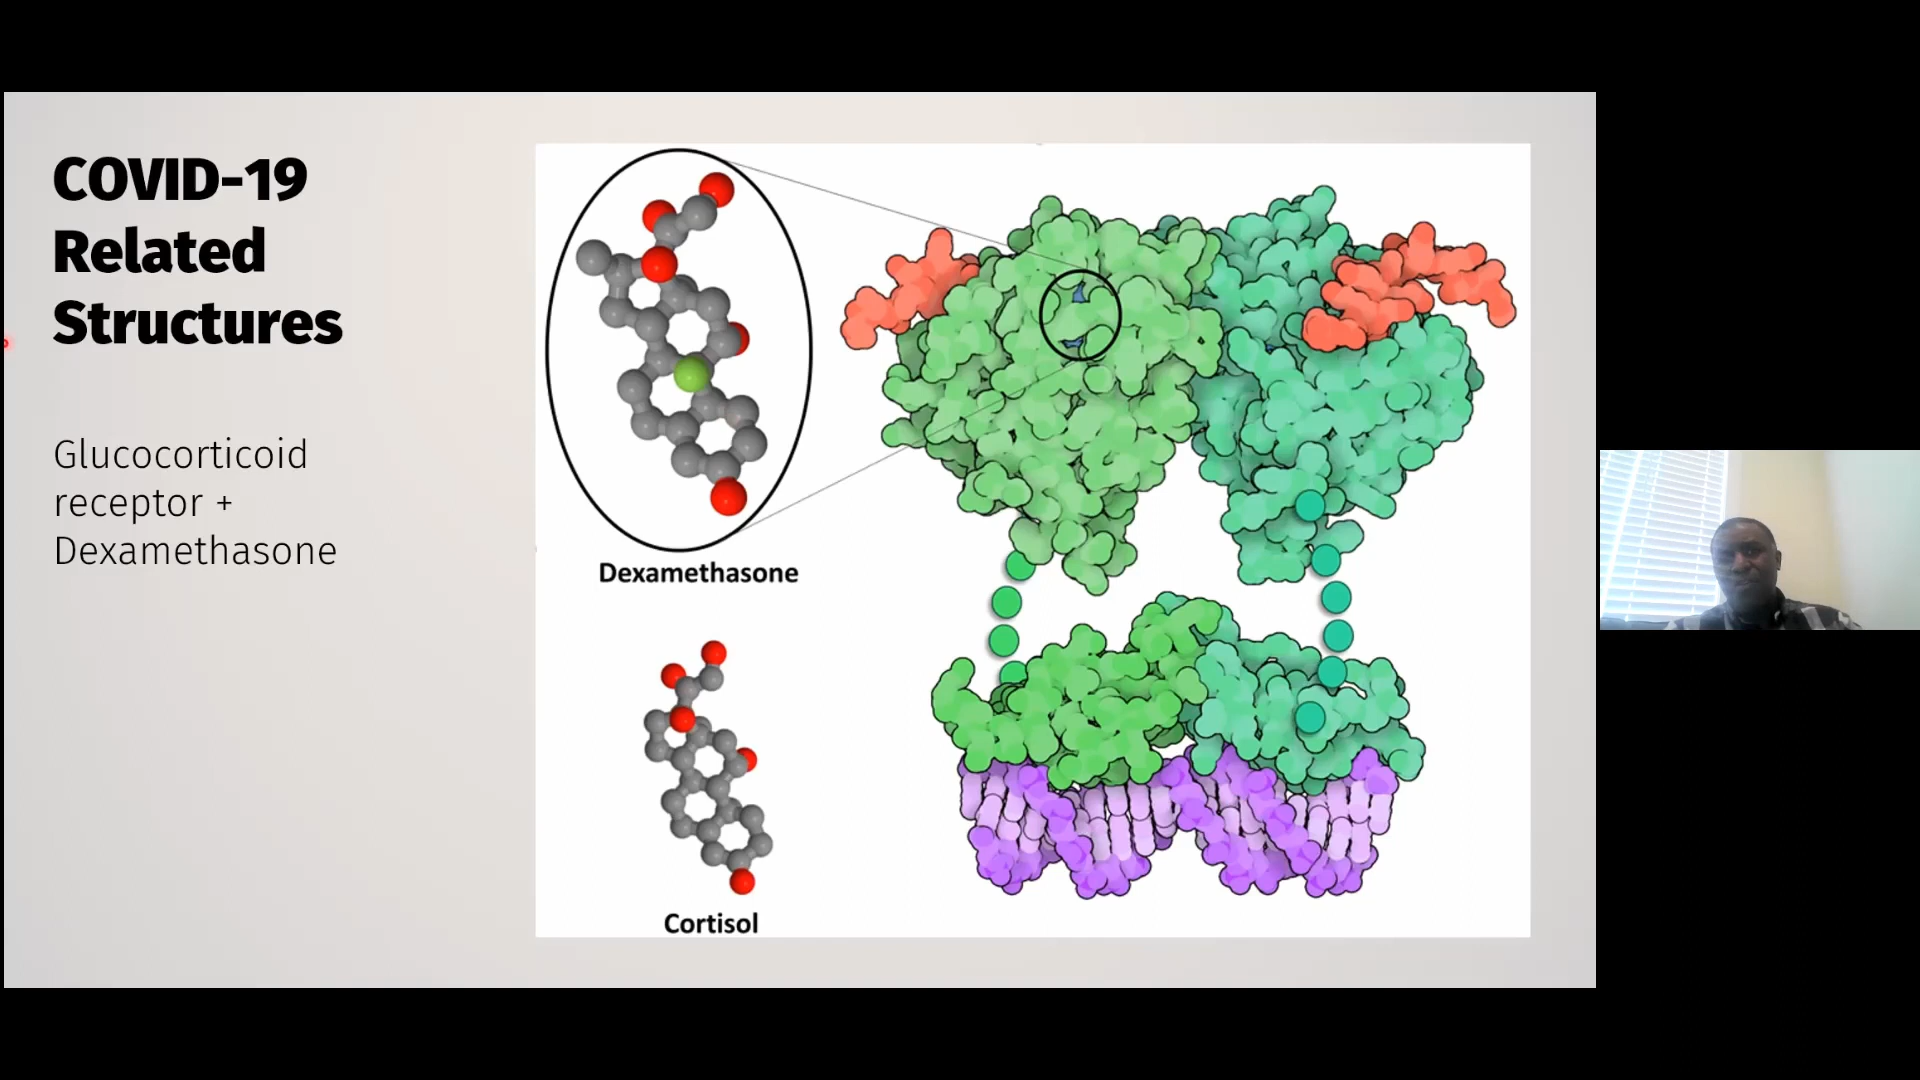 COVID-19
Related
Structures
Glucocorticoid
receptor +
Dexamethasone
Dexamethasone
Cortisol